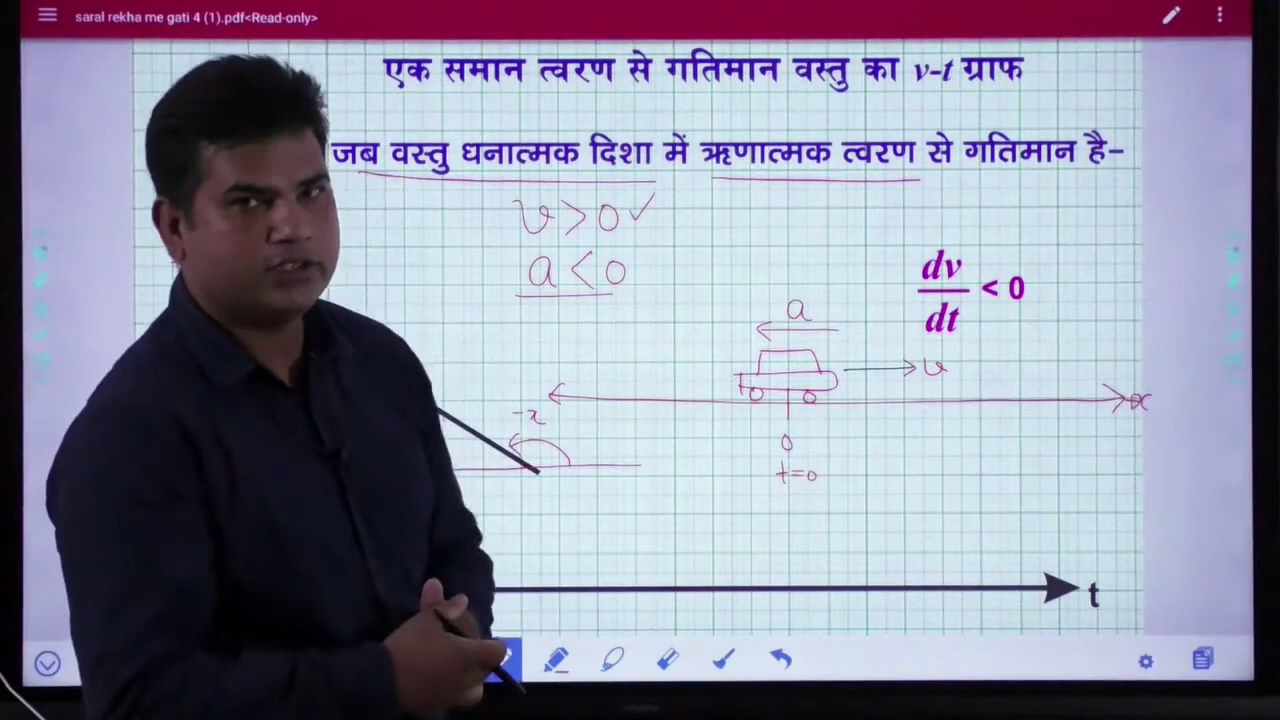 saral rekha me gati 4 (1).pdf<Read-only>
एक समान त्वरण से गतिमान वस्तु का v-t ग्राफ
जब वस्तु धनात्मक दिशा में ऋणात्मक त्वरण से गतिमान है-
v > 0 ✓
a < 0
dv/dt < 0
a
v
-x
x
0
t=0
t